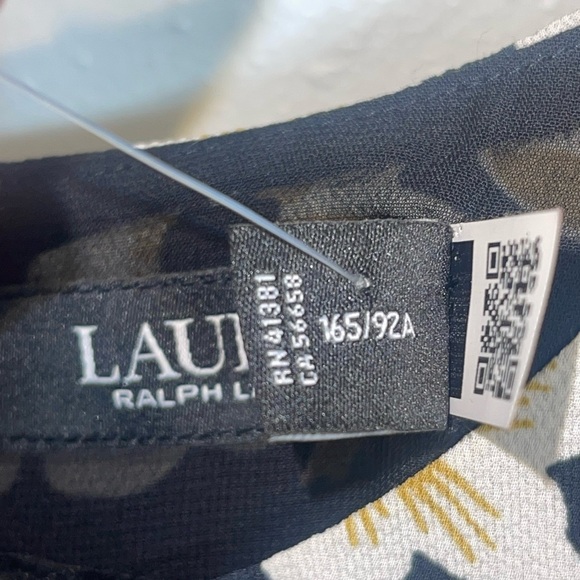 LAU
RALPH L
RN 41381
CA 56658
165/92A